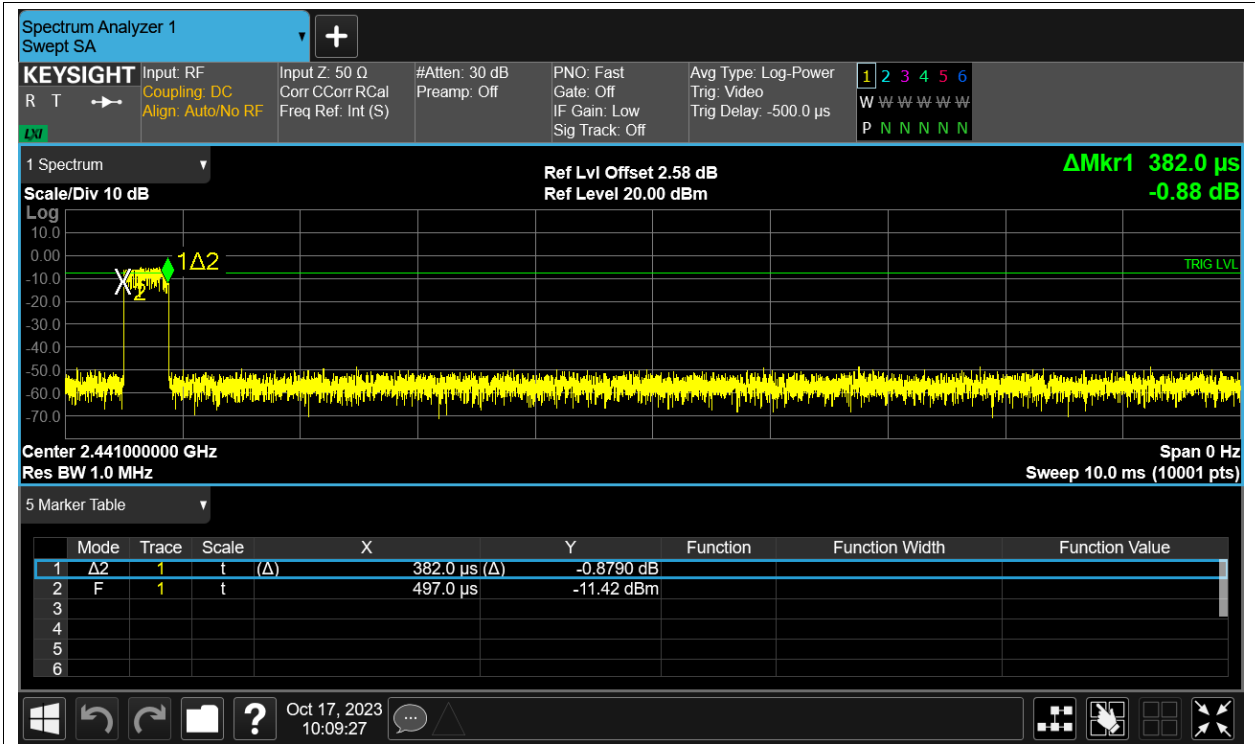 Spectrum Analyzer 1
Swept SA
+
KEYSIGHT
R T
LXI
Input: RF
Coupling: DC
Align: Auto/No RF
Input Z: 50 Ω
Corr CCorr RCal
Freq Ref: Int (S)
#Atten: 30 dB
Preamp: Off
PNO: Fast
Gate: Off
IF Gain: Low
Sig Track: Off
Avg Type: Log-Power
Trig: Video
Trig Delay: -500.0 µs
1 2 3 4 5 6
W W W W W W
P N N N N N
1 Spectrum
Scale/Div 10 dB
Ref Lvl Offset 2.58 dB
Ref Level 20.00 dBm
ΔMkr1 382.0 µs
-0.88 dB
Log
10.0
0.00
-10.0
-20.0
-30.0
-40.0
-50.0
-60.0
-70.0
1Δ2
2
TRIG LVL
Center 2.441000000 GHz
Res BW 1.0 MHz
Span 0 Hz
Sweep 10.0 ms (10001 pts)
5 Marker Table
Mode Trace Scale X Y Function Function Width Function Value
1 Δ2 1 t (Δ) 382.0 µs (Δ) -0.8790 dB
2 F 1 t 497.0 µs -11.42 dBm
3
4
5
6
?
Oct 17, 2023
10:09:27